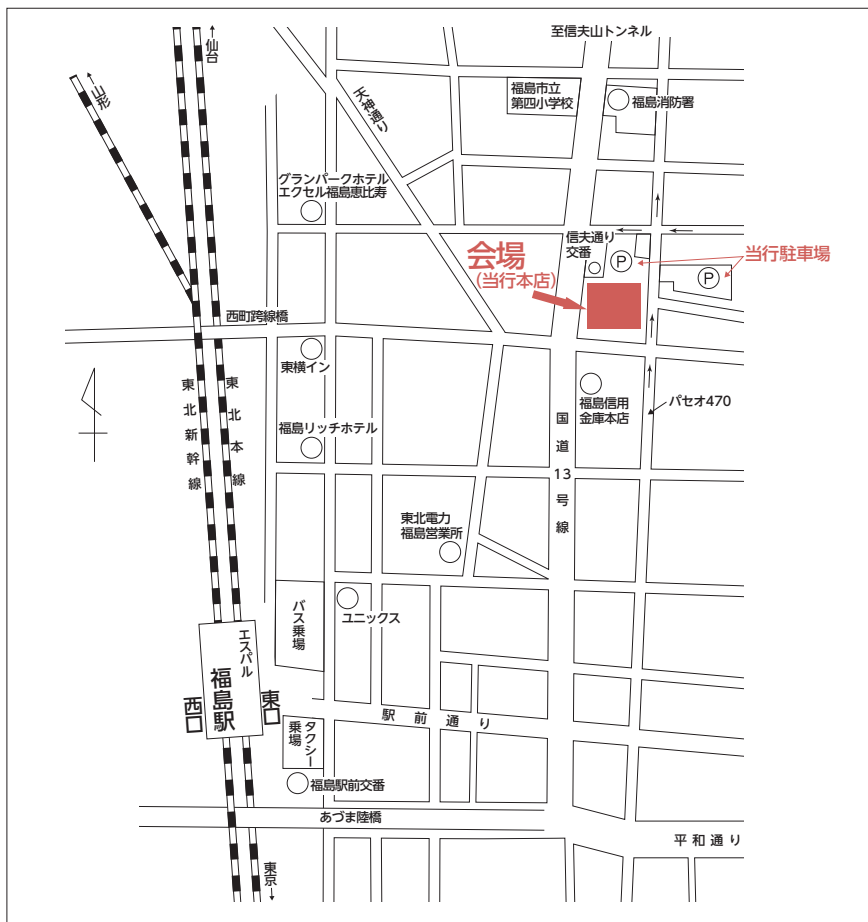 至信夫山トンネル
↑仙台
←山形
天神通り
福島市立
第四小学校
福島消防署
グランパークホテル
エクセル福島恵比寿
信夫通り
交番
会場
(当行本店)
P
P
当行駐車場
西町跨線橋
東横イン
東北新幹線
東北本線
福島リッチホテル
福島信用
金庫本店
パセオ470
国道13号線
東北電力
福島営業所
バス乗場
ユニックス
エスパル
福島駅
西口
東口
駅前通り
タクシー
乗場
福島駅前交番
あづま陸橋
平和通り
東京→